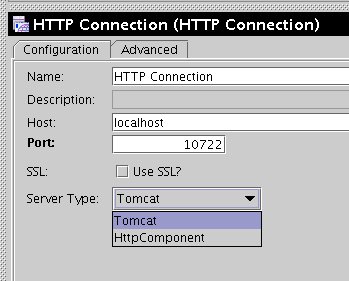 HTTP Connection (HTTP Connection)
Configuration Advanced
Name: HTTP Connection
Description:
Host: localhost
Port: 10722
SSL: Use SSL?
Server Type: Tomcat
Tomcat
HttpComponent